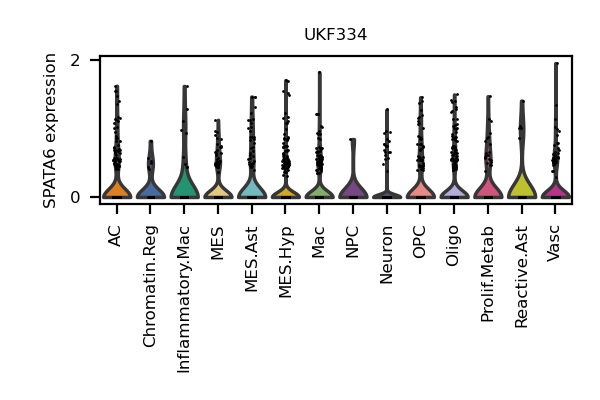 UKF334
SPATA6 expression
2
0
AC
Chromatin.Reg
Inflammatory.Mac
MES
MES.Ast
MES.Hyp
Mac
NPC
Neuron
OPC
Oligo
Prolif.Metab
Reactive.Ast
Vasc